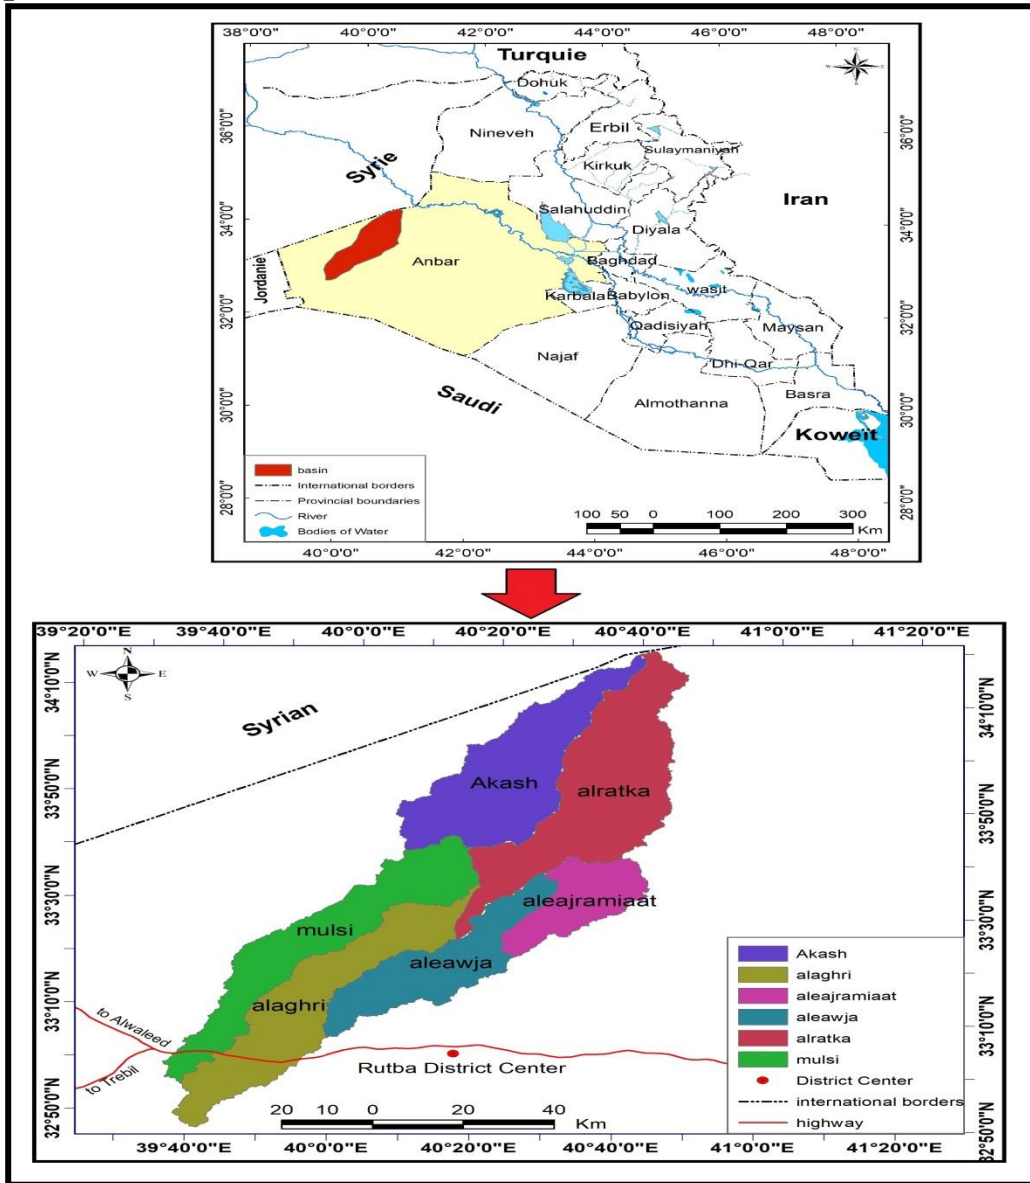 38°0'0" 40°0'0" 42°0'0" 44°0'0" 46°0'0" 48°0'0"
Turquie
N
W E
S
Dohuk
36°0'0"
Nineveh
Erbil
36°0'0"
Sulaymaniyah
Kirkuk
Syrie
Iran
34°0'0"
Salahuddin
34°0'0"
Diyala
Anbar
Baghdad
Jordanie
Karbala Babylon
wasit
32°0'0"
Qadisiyah
Maysan
32°0'0"
Najaf
Dhi-Qar
Saudi
Almothanna
Basra
30°0'0"
30°0'0"
Koweït
basin
International borders
Provincial boundaries
River
Bodies of Water
28°0'0"
28°0'0"
100 50 0 100 200 300
Km
40°0'0" 42°0'0" 44°0'0" 46°0'0" 48°0'0"
39°20'0"E 39°40'0"E 40°0'0"E 40°20'0"E 40°40'0"E 41°0'0"E 41°20'0"E
N
W E
S
34°10'0"N
34°10'0"N
Syrian
Akash
alratka
33°50'0"N
33°50'0"N
33°30'0"N
33°30'0"N
aleajramiaat
mulsi
aleawja
alaghri
33°10'0"N
33°10'0"N
to Alwaleed
to Trebil
Rutba District Center
Akash
alaghri
aleajramiaat
aleawja
alratka
mulsi
District Center
international borders
highway
32°50'0"N
32°50'0"N
20 10 0 20 40
Km
39°40'0"E 40°0'0"E 40°20'0"E 40°40'0"E 41°0'0"E 41°20'0"E